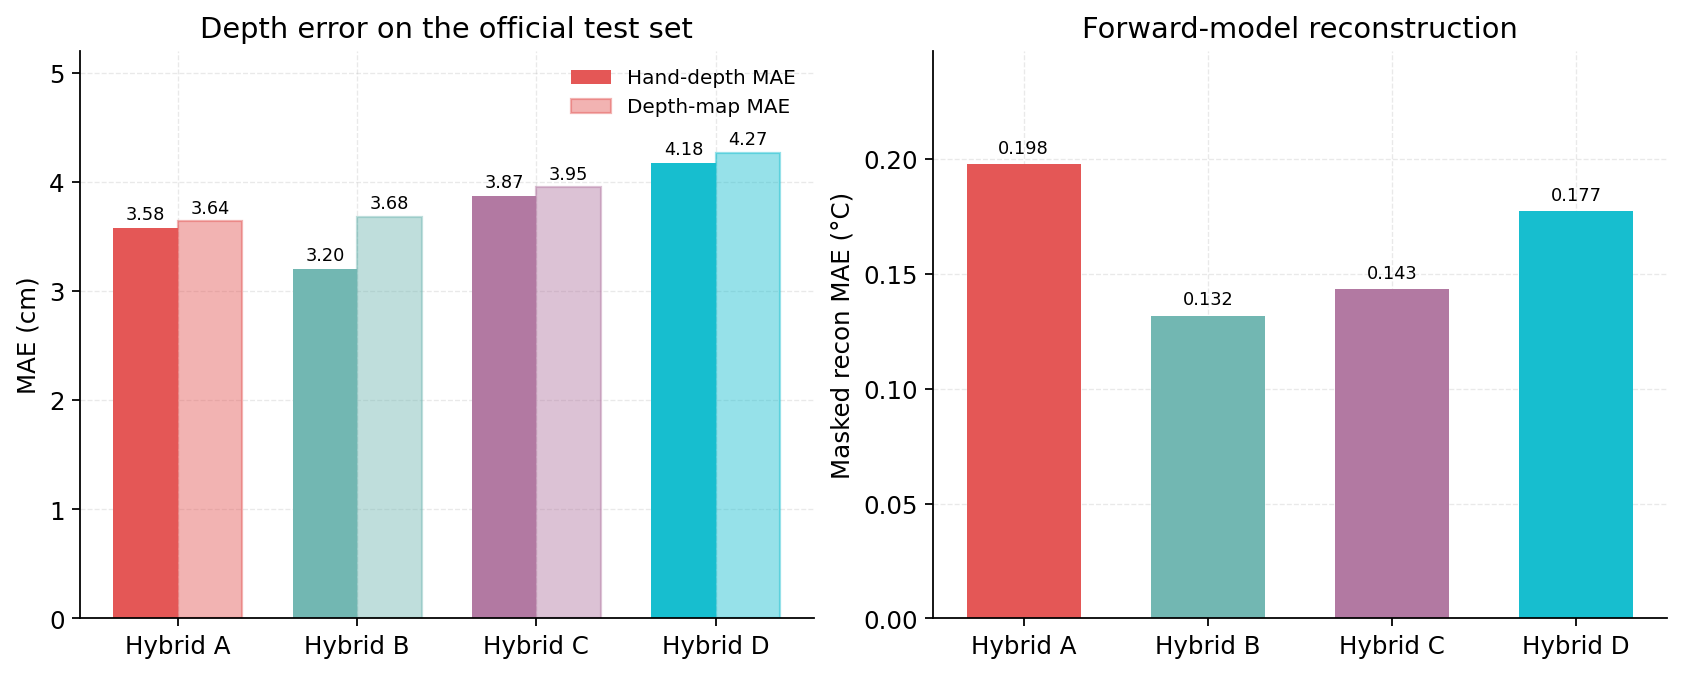 Depth error on the official test set
Hand-depth MAE
Depth-map MAE
MAE (cm)
5
4
3
2
1
0
3.58
3.64
3.20
3.68
3.87
3.95
4.18
4.27
Hybrid A
Hybrid B
Hybrid C
Hybrid D
Forward-model reconstruction
Masked recon MAE (°C)
0.20
0.15
0.10
0.05
0.00
0.198
0.132
0.143
0.177
Hybrid A
Hybrid B
Hybrid C
Hybrid D